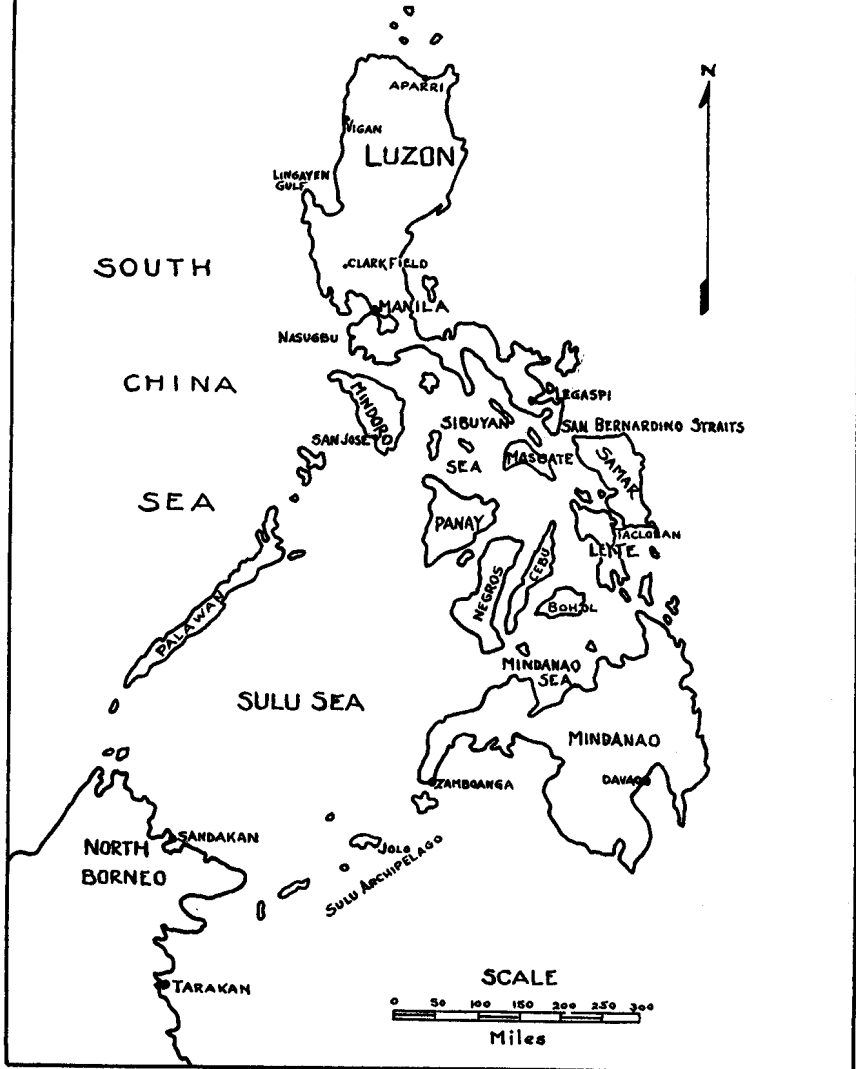 N
APARRI
VIGAN
LUZON
LINGAYEN
GULF
SOUTH
CLARK FIELD
MANILA
NASUGBU
CHINA
MINDORO
LEGASPI
SIBUYAN
SAN BERNARDINO STRAITS
SAN JOSE
SEA
MASBATE
SAMAR
SEA
PANAY
TACLOBAN
LEYTE
CEBU
NEGROS
BOHOL
PALAWAN
MINDANAO
SEA
SULU SEA
MINDANAO
ZAMBOANGA
DAVAO
SANDAKAN
NORTH
BORNEO
JOLO
SULU ARCHIPELAGO
TARAKAN
SCALE
0 50 100 150 200 250 300
Miles